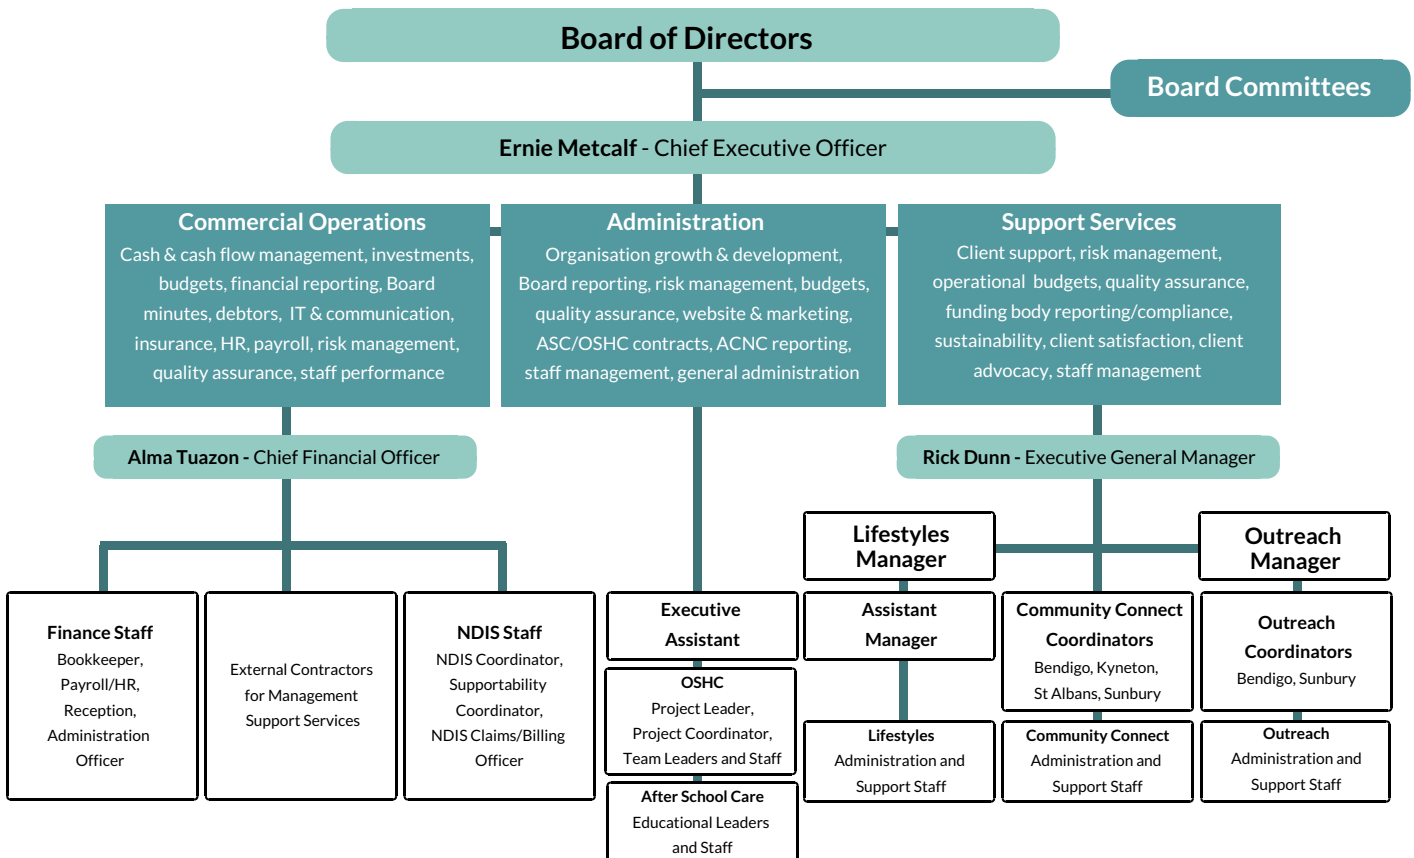 Board of Directors
Board Committees
Ernie Metcalf - Chief Executive Officer
Commercial Operations
Cash & cash flow management, investments,
budgets, financial reporting, Board
minutes, debtors, IT & communication,
insurance, HR, payroll, risk management,
quality assurance, staff performance
Administration
Organisation growth & development,
Board reporting, risk management, budgets,
quality assurance, website & marketing,
ASC/OSHC contracts, ACNC reporting,
staff management, general administration
Support Services
Client support, risk management,
operational budgets, quality assurance,
funding body reporting/compliance,
sustainability, client satisfaction, client
advocacy, staff management
Alma Tuazon - Chief Financial Officer
Rick Dunn - Executive General Manager
Lifestyles
Manager
Outreach
Manager
Finance Staff
Bookkeeper,
Payroll/HR,
Reception,
Administration
Officer
External Contractors
for Management
Support Services
NDIS Staff
NDIS Coordinator,
Supportability
Coordinator,
NDIS Claims/Billing
Officer
Executive
Assistant
OSHC
Project Leader,
Project Coordinator,
Team Leaders and Staff
After School Care
Educational Leaders
and Staff
Assistant
Manager
Lifestyles
Administration and
Support Staff
Community Connect
Coordinators
Bendigo, Kyneton,
St Albans, Sunbury
Community Connect
Administration and
Support Staff
Outreach
Coordinators
Bendigo, Sunbury
Outreach
Administration and
Support Staff